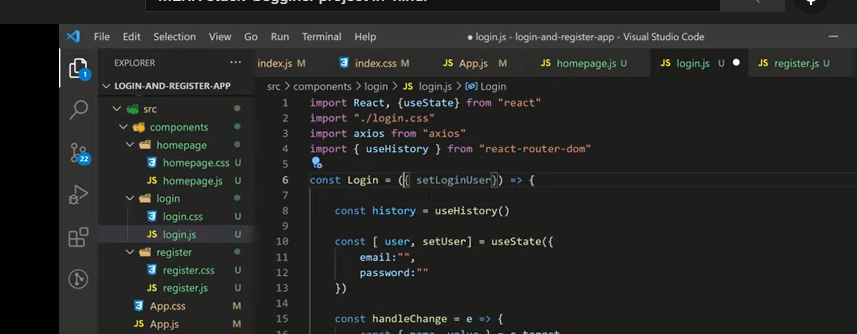 MERN stack begginer project in hindi
File Edit Selection View Go Run Terminal Help
● login.js - login-and-register-app - Visual Studio Code
EXPLORER ···
index.js M index.css M JS App.js M JS homepage.js U JS login.js U ● JS register.js U
LOGIN-AND-REGISTER-APP
src > components > login > JS login.js > Login
src
components
homepage
homepage.css U
JS homepage.js U
login
login.css U
JS login.js U
register
register.css U
JS register.js U
App.css M
JS App.js M
1
22
1 import React, {useState} from "react"
2 import "./login.css"
3 import axios from "axios"
4 import { useHistory } from "react-router-dom"
5
6 const Login = ({ setLoginUser}) => {
7
8 const history = useHistory()
9
10 const [ user, setUser] = useState({
11 email:"",
12 password:""
13 })
14
15 const handleChange = e => {